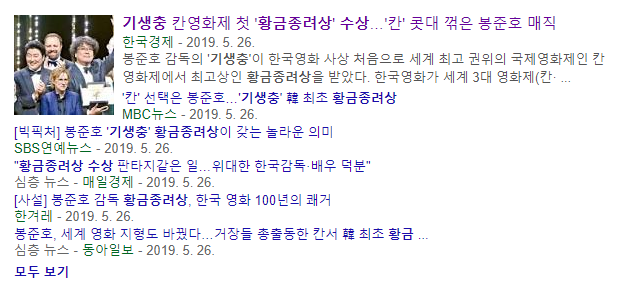 기생충 칸영화제 첫 '황금종려상' 수상...'칸' 콧대 꺾은 봉준호 매직
한국경제 - 2019. 5. 26.
봉준호 감독의 '기생충'이 한국영화 사상 처음으로 세계 최고 권위의 국제영화제인 칸
영화제에서 최고상인 황금종려상을 받았다. 한국영화가 세계 3대 영화제(칸· ...
'칸' 선택은 봉준호...'기생충' 韓 최초 황금종려상
MBC뉴스 - 2019. 5. 26.
[빅픽처] 봉준호 '기생충' 황금종려상이 갖는 놀라운 의미
SBS연예뉴스 - 2019. 5. 26.
"황금종려상 수상 판타지같은 일...위대한 한국감독·배우 덕분"
심층 뉴스 - 매일경제 - 2019. 5. 26.
[사설] 봉준호 감독 황금종려상, 한국 영화 100년의 쾌거
한겨레 - 2019. 5. 26.
봉준호, 세계 영화 지형도 바꿨다...거장들 총출동한 칸서 韓 최초 황금 ...
심층 뉴스 - 동아일보 - 2019. 5. 26.
모두 보기